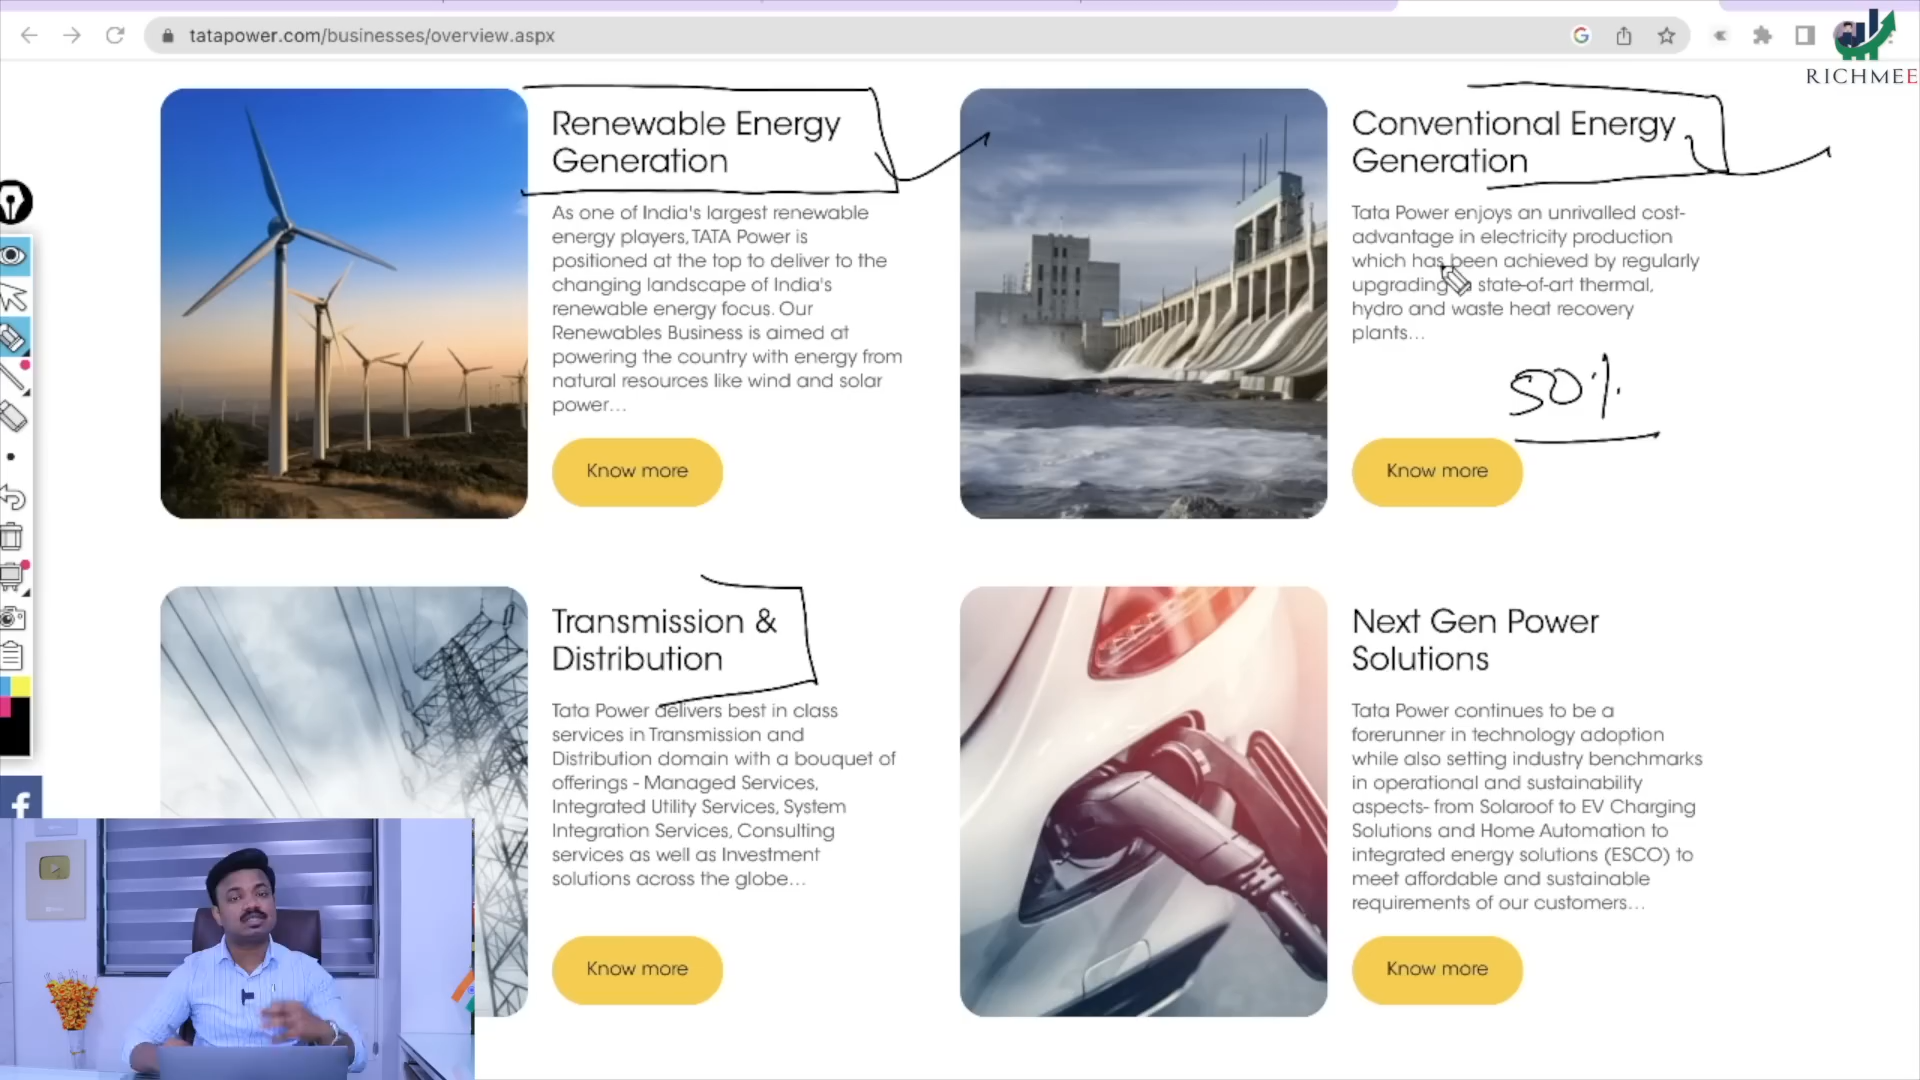 tatapower.com/businesses/overview.aspx
RICHMEE
Renewable Energy
Generation
As one of India's largest renewable
energy players, TATA Power is
positioned at the top to deliver to the
changing landscape of India's
renewable energy focus. Our
Renewables Business is aimed at
powering the country with energy from
natural resources like wind and solar
power...
Know more
Conventional Energy
Generation
Tata Power enjoys an unrivalled cost-
advantage in electricity production
which has been achieved by regularly
upgrading state-of-art thermal,
hydro and waste heat recovery
plants...
50%
Know more
Transmission &
Distribution
Tata Power delivers best in class
services in Transmission and
Distribution domain with a bouquet of
offerings - Managed Services,
Integrated Utility Services, System
Integration Services, Consulting
services as well as Investment
solutions across the globe...
Know more
Next Gen Power
Solutions
Tata Power continues to be a
forerunner in technology adoption
while also setting industry benchmarks
in operational and sustainability
aspects- from Solaroof to EV Charging
Solutions and Home Automation to
integrated energy solutions (ESCO) to
meet affordable and sustainable
requirements of our customers...
Know more